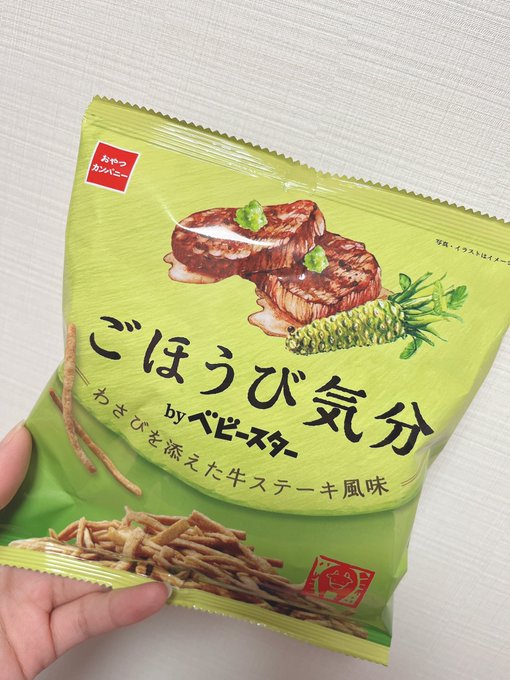 おやつ
カンパニー
写真・イラストはイメージ
ごほうび気分
by ベビースター
わさびを添えた牛ステーキ風味